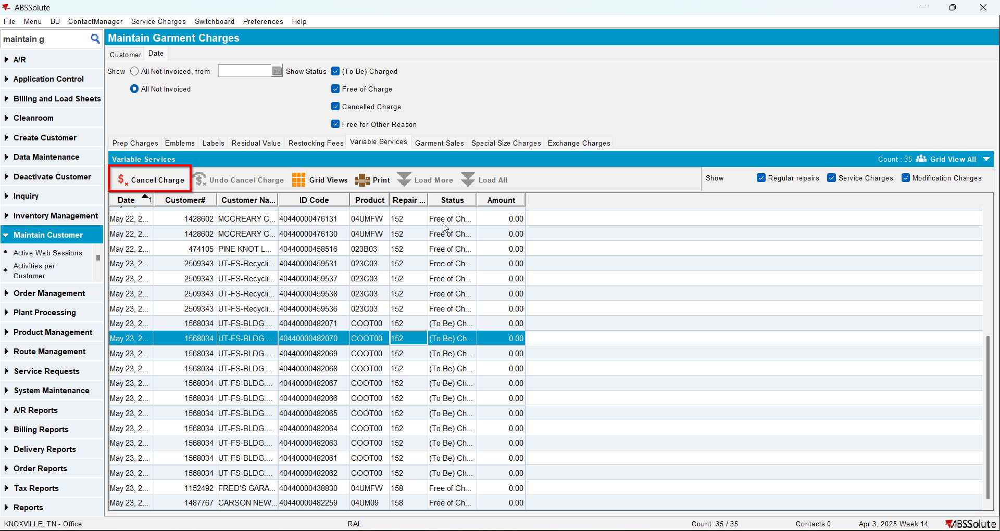 ABSSolute
File Menu BU ContactManager Service Charges Switchboard Preferences Help
maintain g
Maintain Garment Charges
Customer Date
Show All Not Invoiced, from 15 Show Status (To Be) Charged
All Not Invoiced Free of Charge
Cancelled Charge
Free for Other Reason
Prep Charges Emblems Labels Residual Value Restocking Fees Variable Services Garment Sales Special Size Charges Exchange Charges
Variable Services Count : 35 Grid View All
Cancel Charge Undo Cancel Charge Grid Views Print Load More Load All Show Regular repairs Service Charges Modification Charges
Date 1 Customer# Customer Na... ID Code Product Repair ... Status Amount
May 22, 2... 1428602 MCCREARY C... 40440000476131 04UMFW 152 Free of Ch... 0.00
May 22, 2... 1428602 MCCREARY C... 40440000476130 04UMFW 152 Free of Ch... 0.00
May 22, 2... 474105 PINE KNOT L... 40440000458516 023B03 152 Free of Ch... 0.00
May 23, 2... 2509343 UT-FS-Recycli... 40440000459531 023C03 152 Free of Ch... 0.00
May 23, 2... 2509343 UT-FS-Recycli... 40440000459537 023C03 152 Free of Ch... 0.00
May 23, 2... 2509343 UT-FS-Recycli... 40440000459538 023C03 152 Free of Ch... 0.00
May 23, 2... 2509343 UT-FS-Recycli... 40440000459536 023C03 152 Free of Ch... 0.00
May 23, 2... 1568034 UT-FS-BLDG.... 40440000482071 COOT00 152 (To Be) Ch... 0.00
May 23, 2... 1568034 UT-FS-BLDG.... 40440000482070 COOT00 152 (To Be) Ch... 0.00
May 23, 2... 1568034 UT-FS-BLDG.... 40440000482069 COOT00 152 (To Be) Ch... 0.00
May 23, 2... 1568034 UT-FS-BLDG.... 40440000482068 COOT00 152 (To Be) Ch... 0.00
May 23, 2... 1568034 UT-FS-BLDG.... 40440000482067 COOT00 152 (To Be) Ch... 0.00
May 23, 2... 1568034 UT-FS-BLDG.... 40440000482066 COOT00 152 (To Be) Ch... 0.00
May 23, 2... 1568034 UT-FS-BLDG.... 40440000482065 COOT00 152 (To Be) Ch... 0.00
May 23, 2... 1568034 UT-FS-BLDG.... 40440000482064 COOT00 152 (To Be) Ch... 0.00
May 23, 2... 1568034 UT-FS-BLDG.... 40440000482063 COOT00 152 (To Be) Ch... 0.00
May 23, 2... 1568034 UT-FS-BLDG.... 40440000482061 COOT00 152 (To Be) Ch... 0.00
May 23, 2... 1568034 UT-FS-BLDG.... 40440000482062 COOT00 152 (To Be) Ch... 0.00
May 23, 2... 1152492 FRED'S GARA... 40440000438830 04UMFW 158 Free of Ch... 0.00
May 23, 2... 1487767 CARSON NEW... 40440000482259 04UM09 158 Free of Ch... 0.00
A/R
Application Control
Billing and Load Sheets
Cleanroom
Create Customer
Data Maintenance
Deactivate Customer
Inquiry
Inventory Management
Maintain Customer
Active Web Sessions
Activities per
Customer
Order Management
Plant Processing
Product Management
Route Management
Service Requests
System Maintenance
A/R Reports
Billing Reports
Delivery Reports
Order Reports
Tax Reports
Reports
KNOXVILLE, TN - Office RAL Count: 35 / 35 Contacts 0 Apr 3, 2025 Week 14 ABSSolute